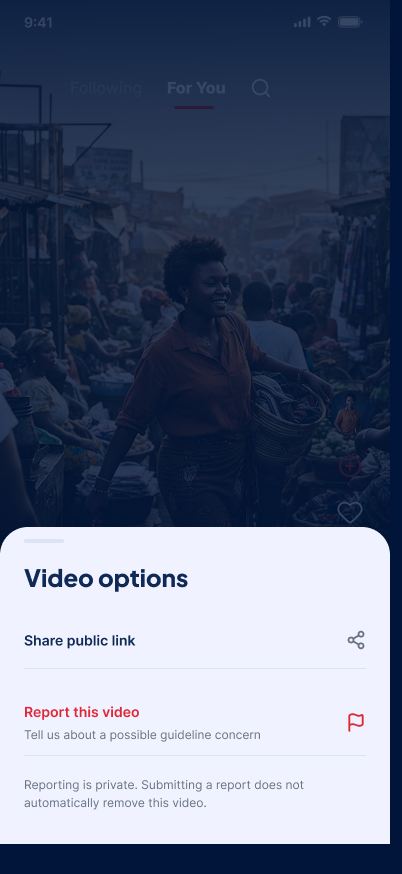 9:41
Following
For You
Video options
Share public link
Report this video
Tell us about a possible guideline concern
Reporting is private. Submitting a report does not
automatically remove this video.